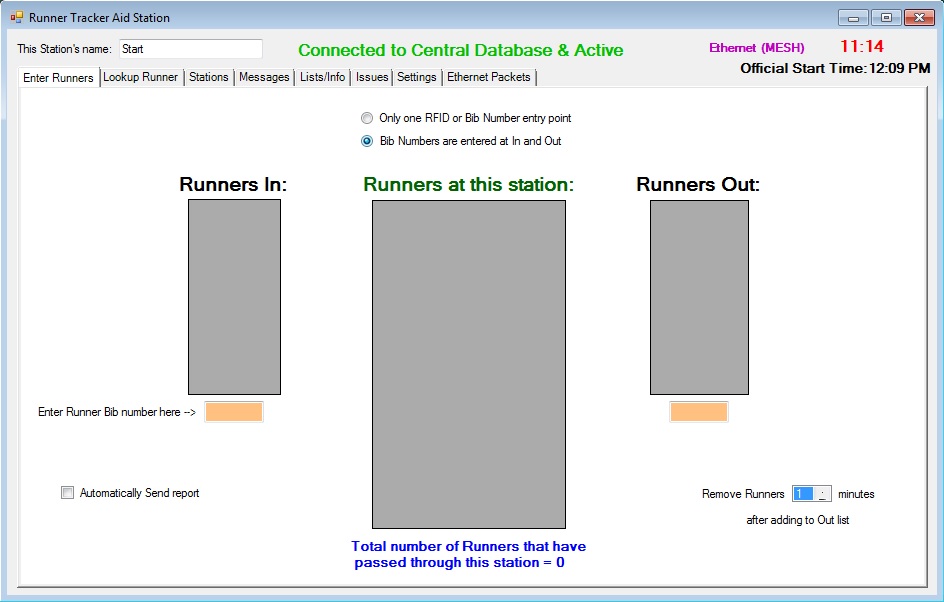 Runner Tracker Aid Station
This Station's name: Start
Connected to Central Database & Active
Ethernet (MESH) 11:14
Official Start Time: 12:09 PM
Enter Runners Lookup Runner Stations Messages Lists/Info Issues Settings Ethernet Packets
Only one RFID or Bib Number entry point
Bib Numbers are entered at In and Out
Runners In: Runners at this station: Runners Out:
Enter Runner Bib number here -->
Automatically Send report
Remove Runners 1 minutes
after adding to Out list
Total number of Runners that have
passed through this station = 0